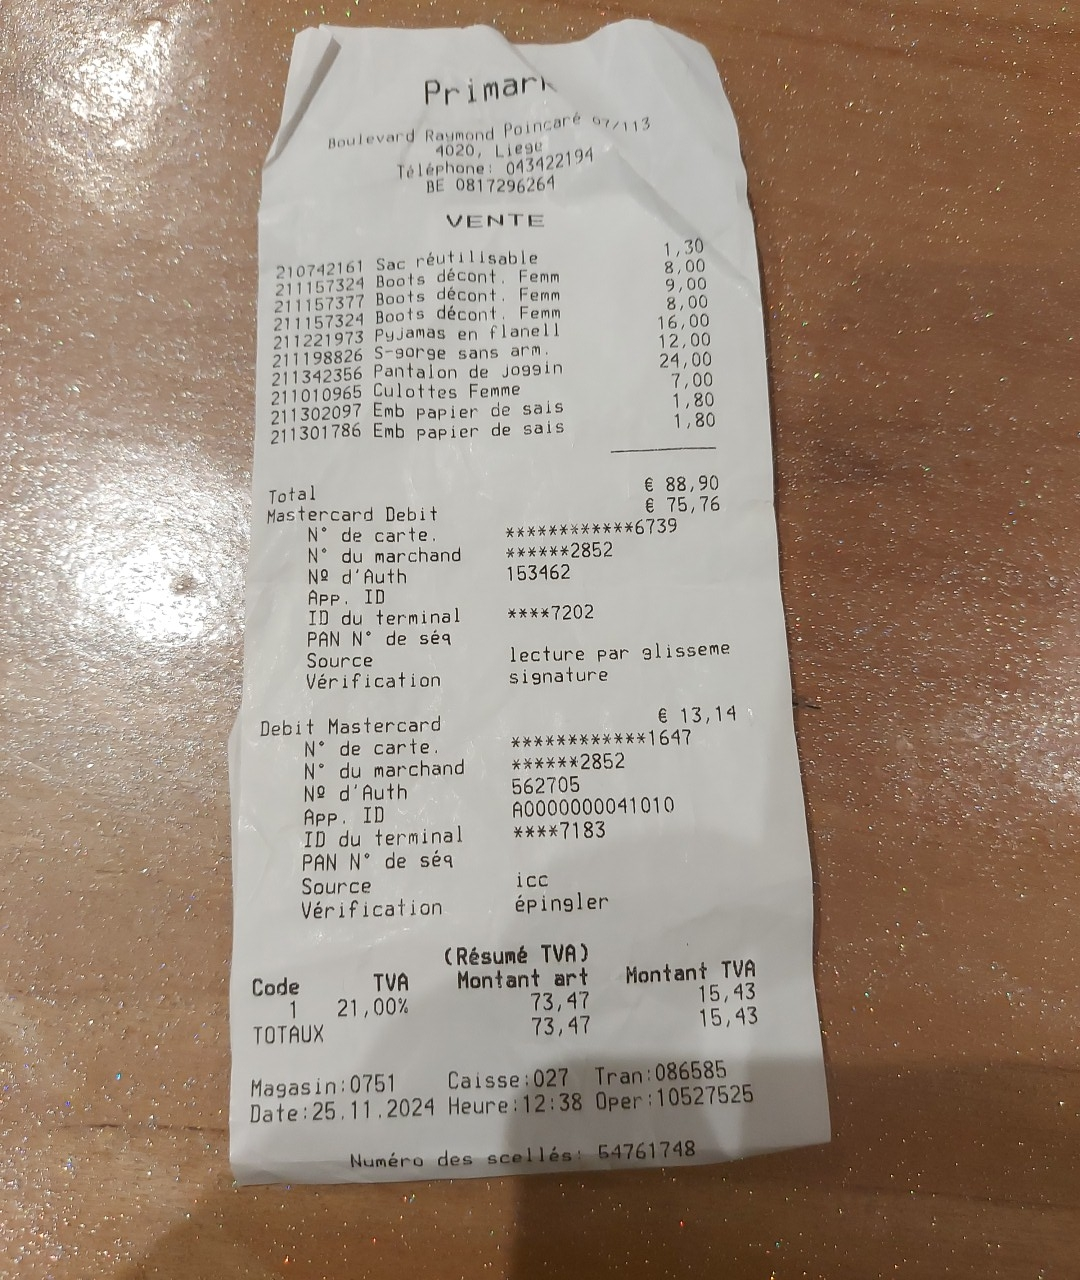 Primark
Boulevard Raymond Poincaré 07/113
4020, Liege
Téléphone: 043422194
BE 0817296264
VENTE
210742161 Sac réutilisable 1,30
211157324 Boots décont. Femm 8,00
211157377 Boots décont. Femm 9,00
211157324 Boots décont. Femm 8,00
211221973 Pyjamas en flanell 16,00
211198826 S-gorge sans arm. 12,00
211342356 Pantalon de joggin 24,00
211010965 Culottes Femme 7,00
211302097 Emb papier de sais 1,80
211301786 Emb papier de sais 1,80
Total € 88,90
Mastercard Debit € 75,76
N° de carte. ************6739
N° du marchand ******2852
Nº d'Auth 153462
App. ID
ID du terminal ****7202
PAN N° de séq
Source lecture par glisseme
Vérification signature
Debit Mastercard € 13,14
N° de carte. ************1647
N° du marchand ******2852
Nº d'Auth 562705
App. ID A0000000041010
ID du terminal ****7183
PAN N° de séq
Source icc
Vérification épingler
(Résumé TVA)
Code TVA Montant art Montant TVA
1 21,00% 73,47 15,43
TOTAUX 73,47 15,43
Magasin:0751 Caisse:027 Tran:086585
Date:25.11.2024 Heure:12:38 Oper:10527525
Numéro des scellés: 54761748